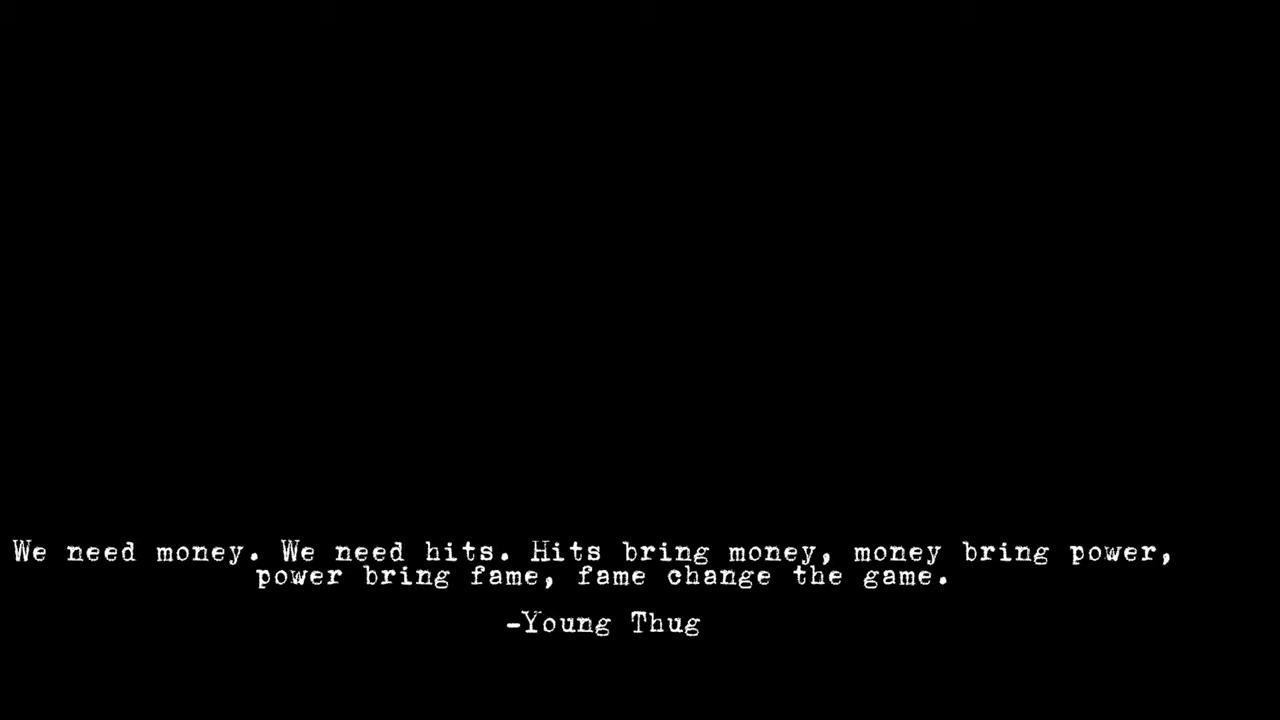 We need money. We need hits. Hits bring money, money bring power,
power bring fame, fame change the game.
-Young Thug